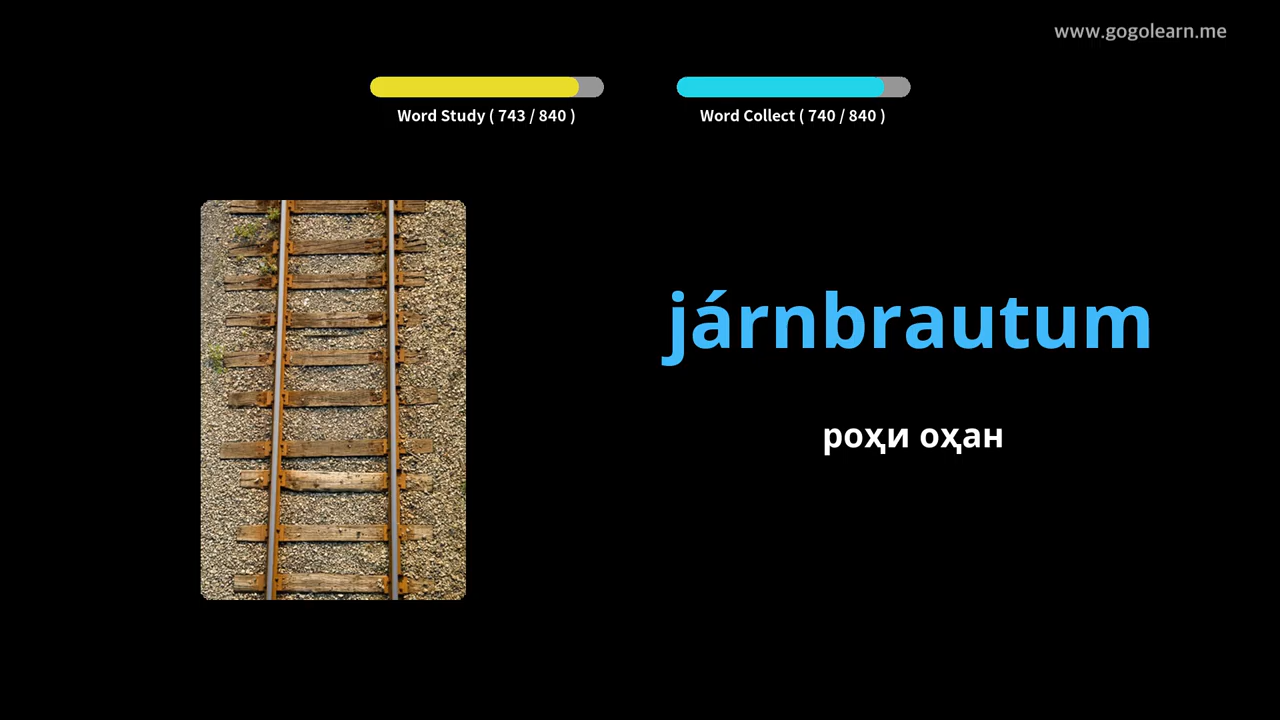 www.gogolearn.me
Word Study ( 743 / 840 )
Word Collect ( 740 / 840 )
járnbrautum
роҳи оҳан